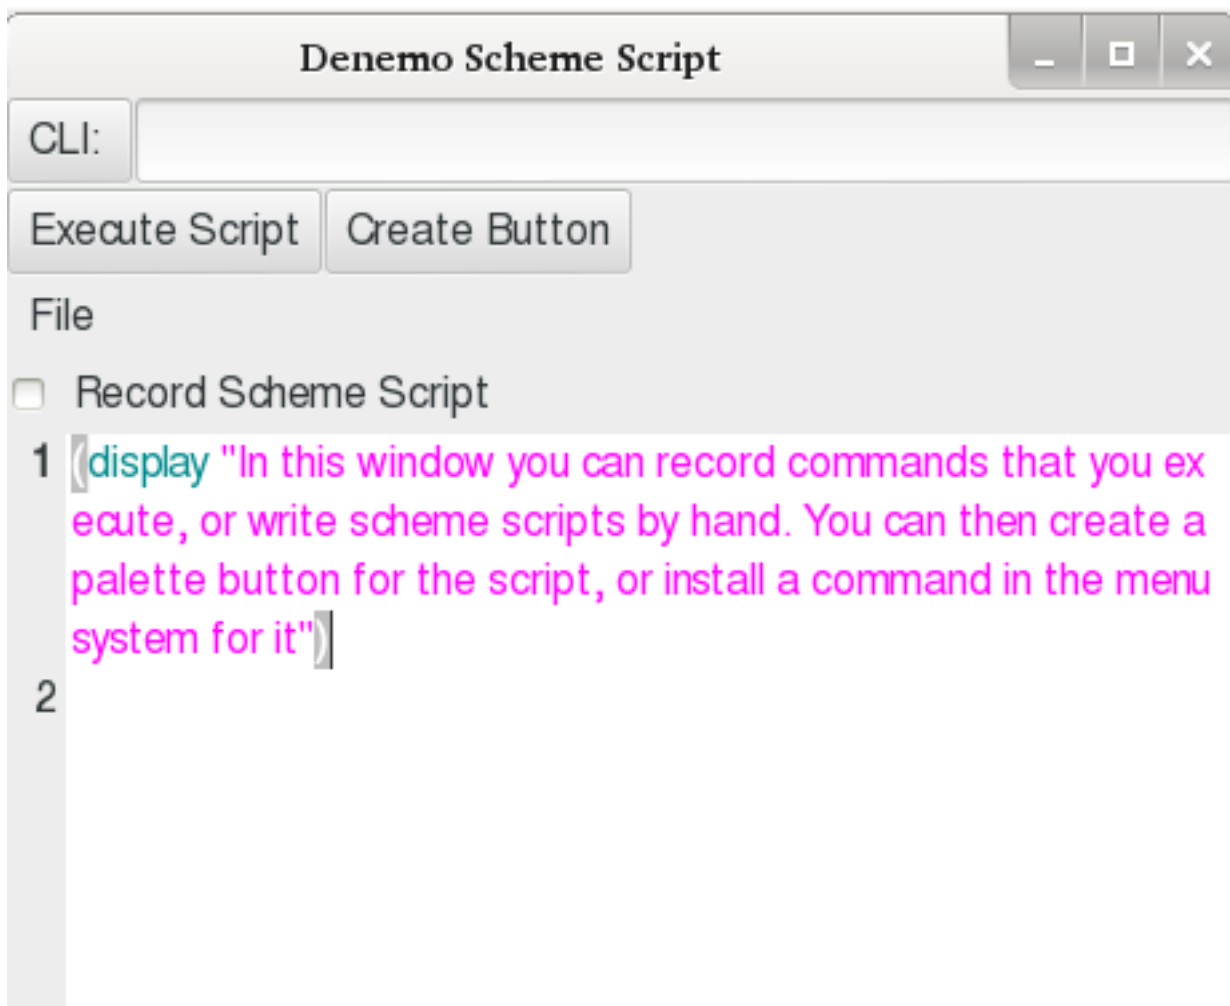 Denemo Scheme Script
CLI:
Execute Script Create Button
File
Record Scheme Script
1 (display "In this window you can record commands that you ex
ecute, or write scheme scripts by hand. You can then create a
palette button for the script, or install a command in the menu
system for it")
2